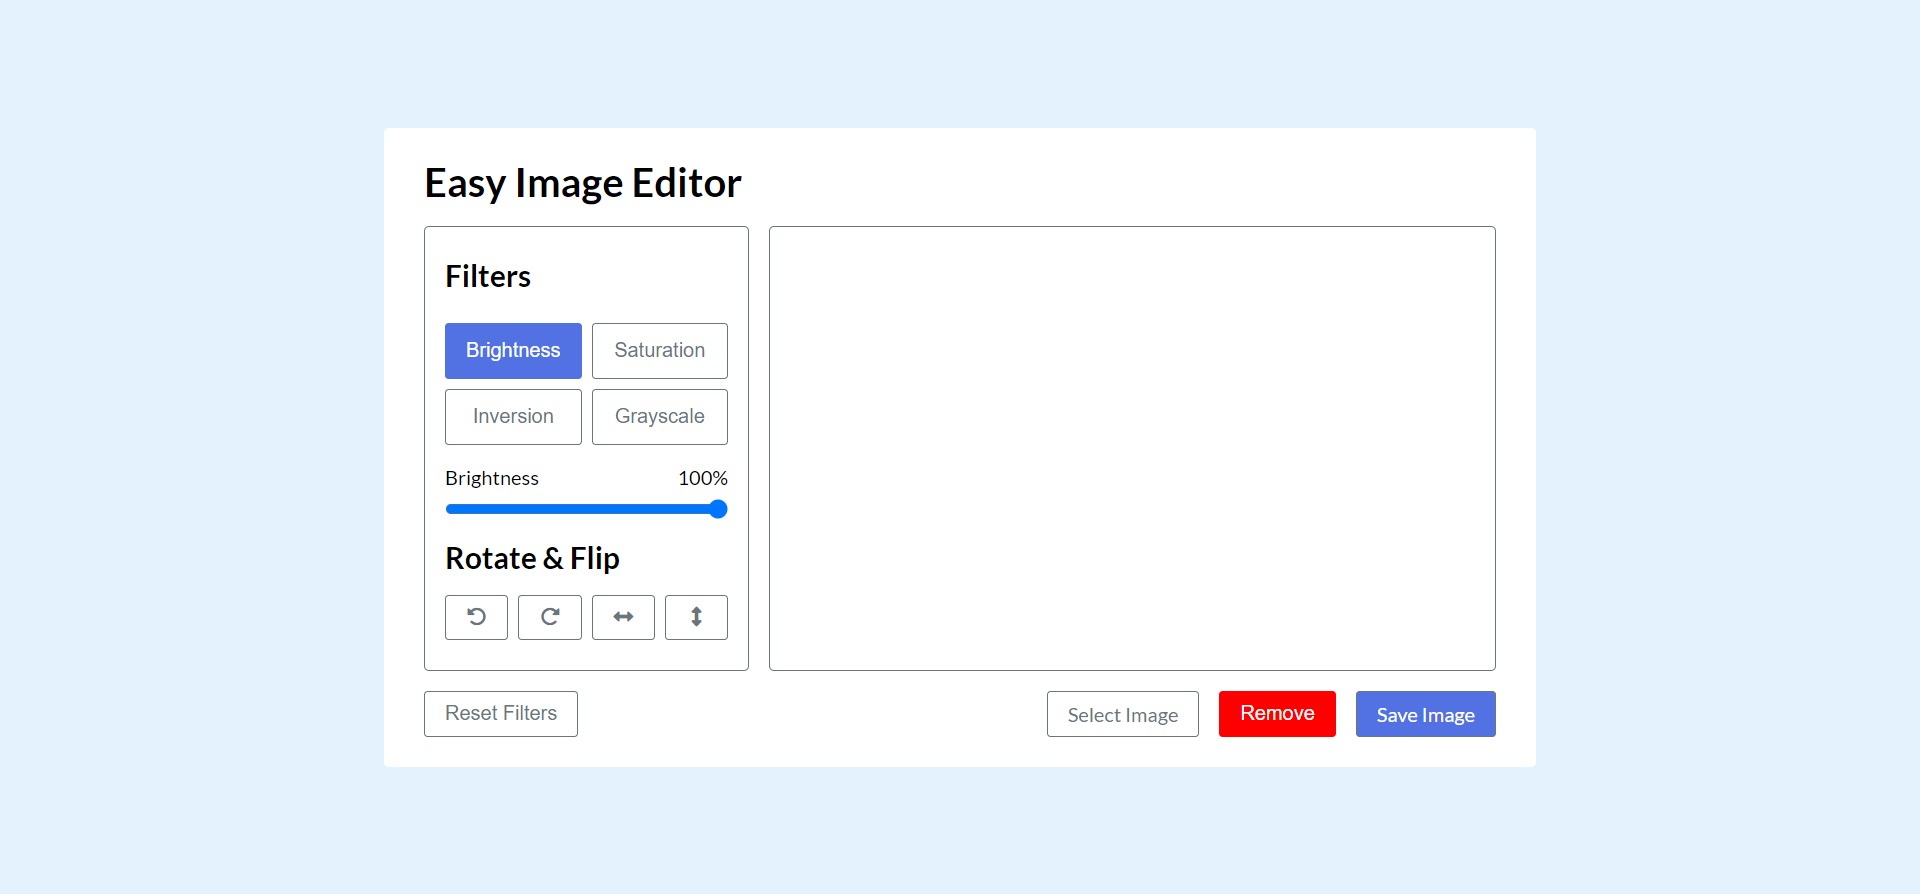 Easy Image Editor
Filters
Brightness Saturation
Inversion Grayscale
Brightness 100%
Rotate & Flip
Reset Filters Select Image Remove Save Image